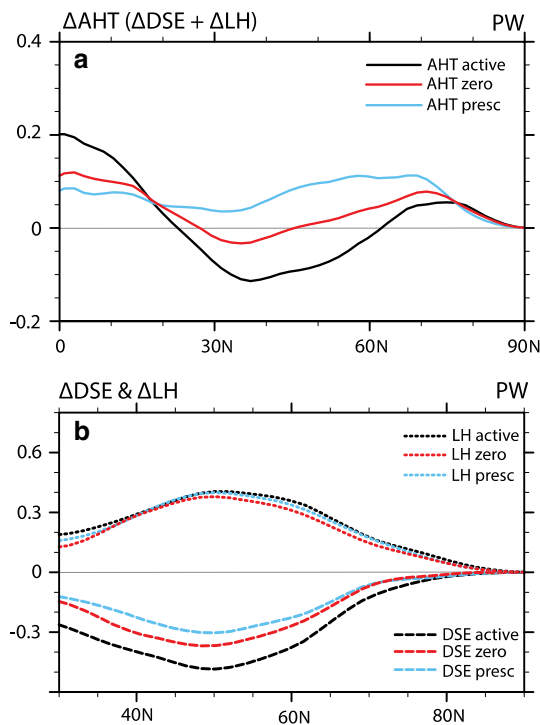 ΔAHT (ΔDSE + ΔLH) PW
0.4
a
AHT active
AHT zero
AHT presc
0.2
0
-0.2
0 30N 60N 90N
ΔDSE & ΔLH PW
b
LH active
LH zero
LH presc
0.6
0.3
0
-0.3
DSE active
DSE zero
DSE presc
40N 60N 80N